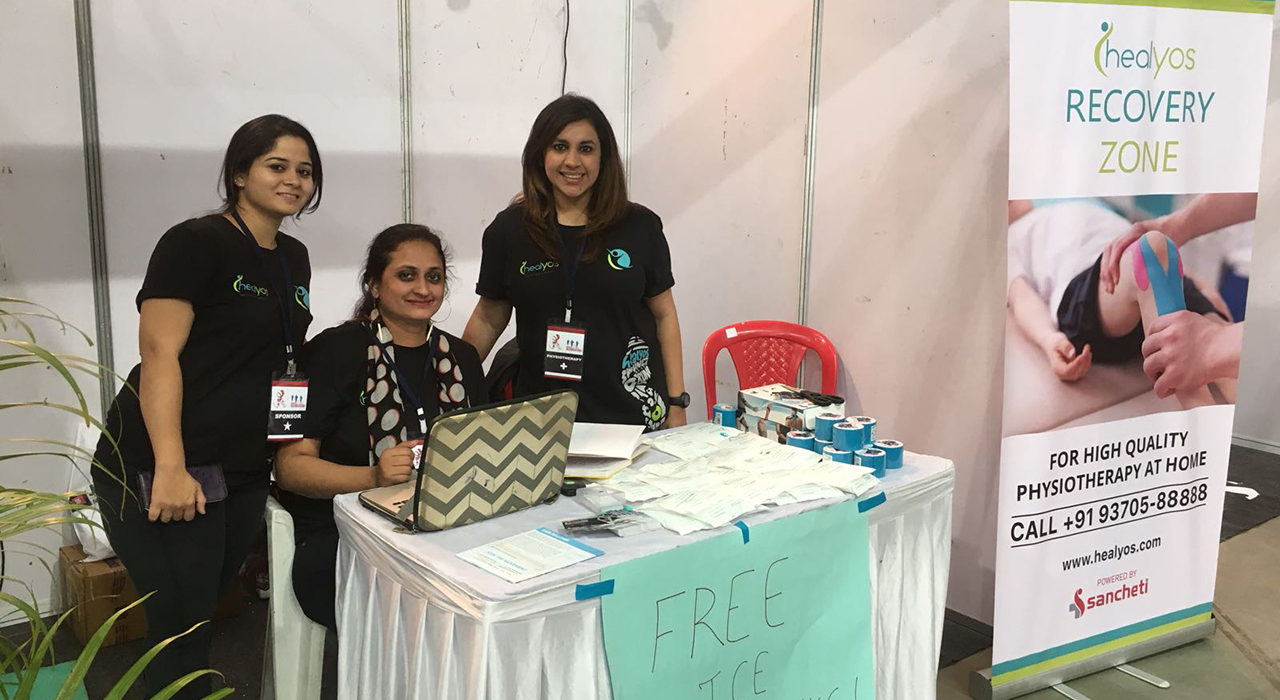 healyos
RECOVERY
ZONE
FOR HIGH QUALITY
PHYSIOTHERAPY AT HOME
CALL +91 93705-88888
www.healyos.com
POWERED BY
sancheti
healyos
SPONSOR
healyos
PHYSIOTHERAPY
FREE
ICE